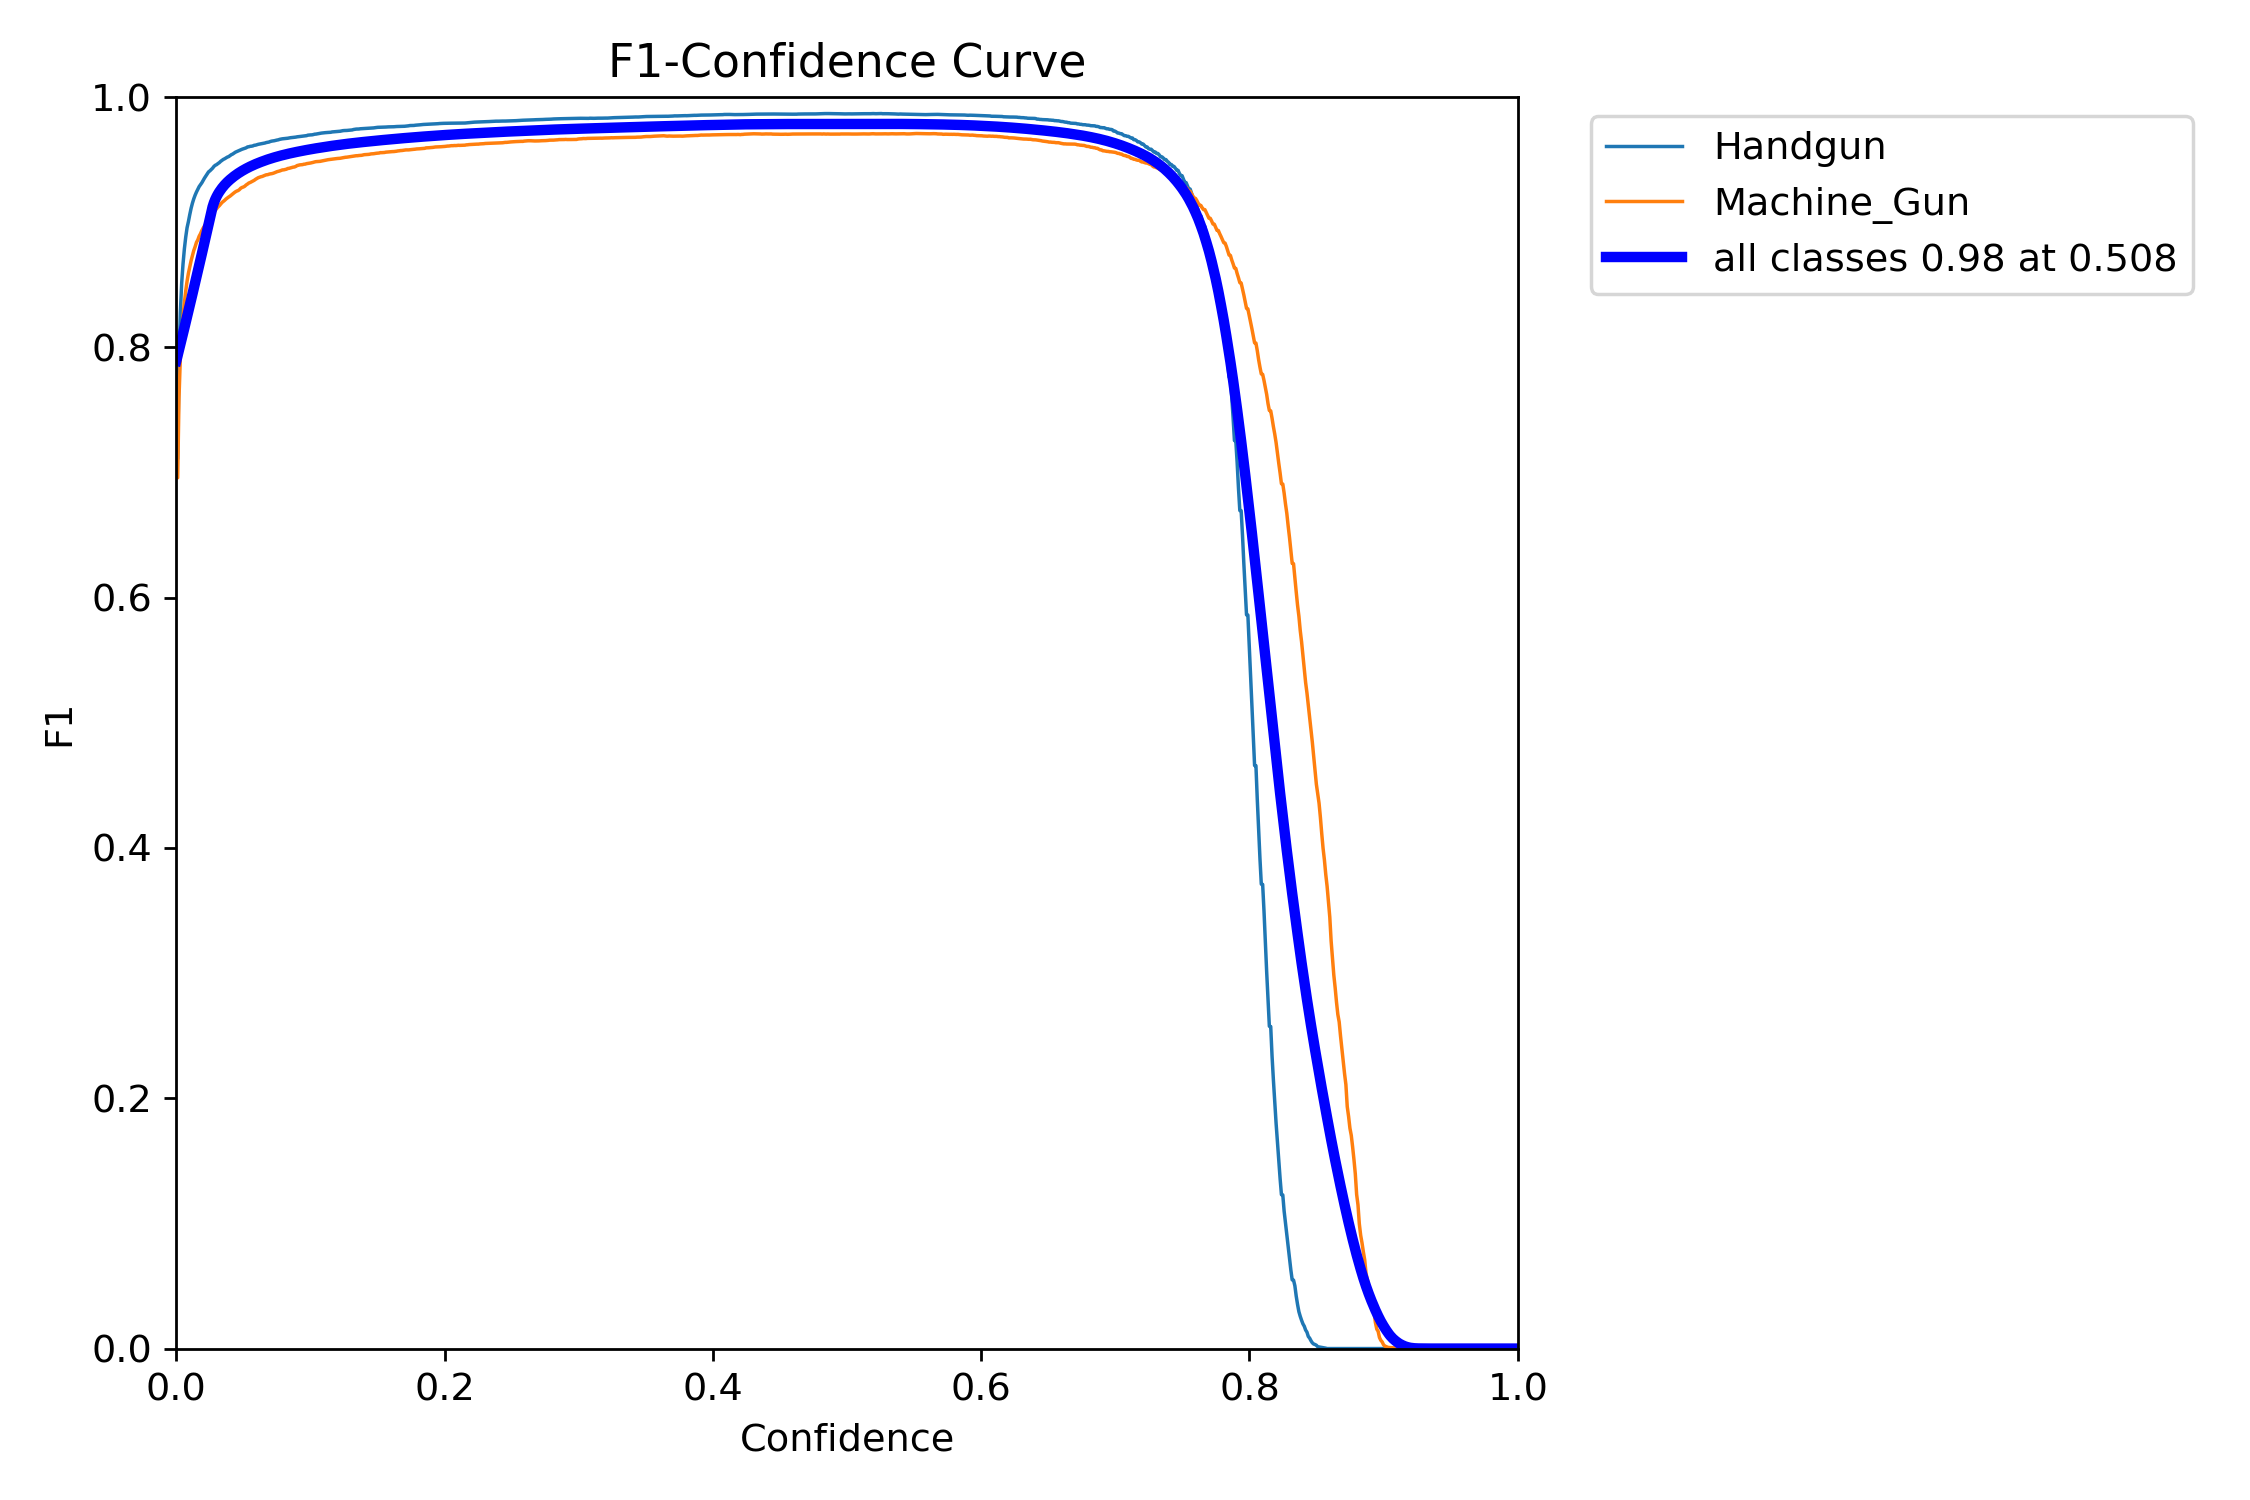 F1-Confidence Curve
1.0
0.8
0.6
0.4
0.2
0.0
F1
0.0 0.2 0.4 0.6 0.8 1.0
Confidence
Handgun
Machine_Gun
all classes 0.98 at 0.508